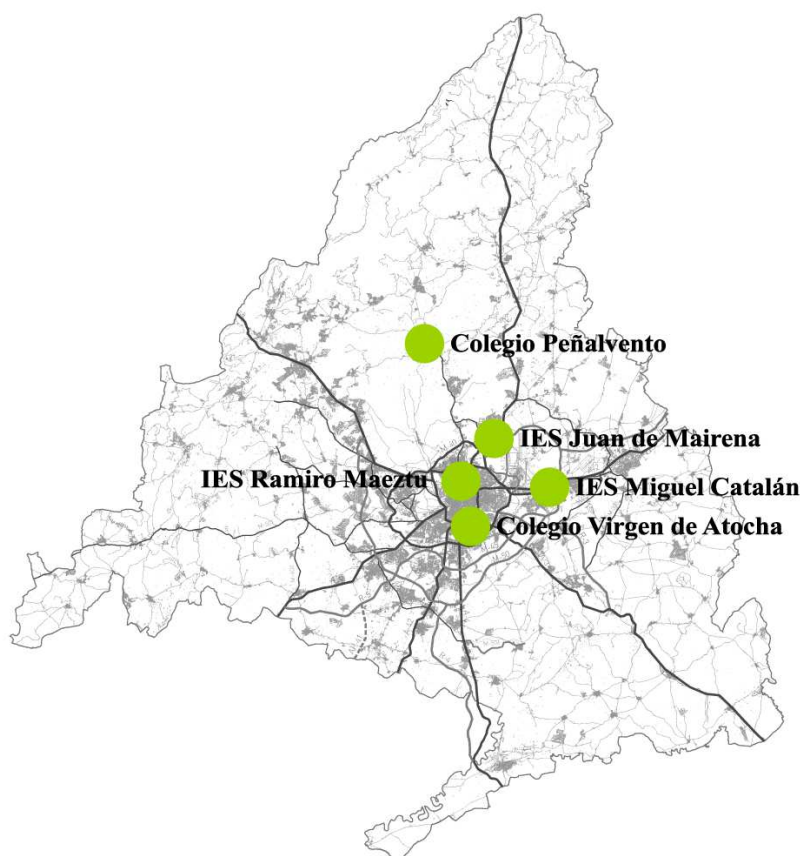 Colegio Peñalvento
IES Juan de Mairena
IES Ramiro Maeztu
IES Miguel Catalán
Colegio Virgen de Atocha